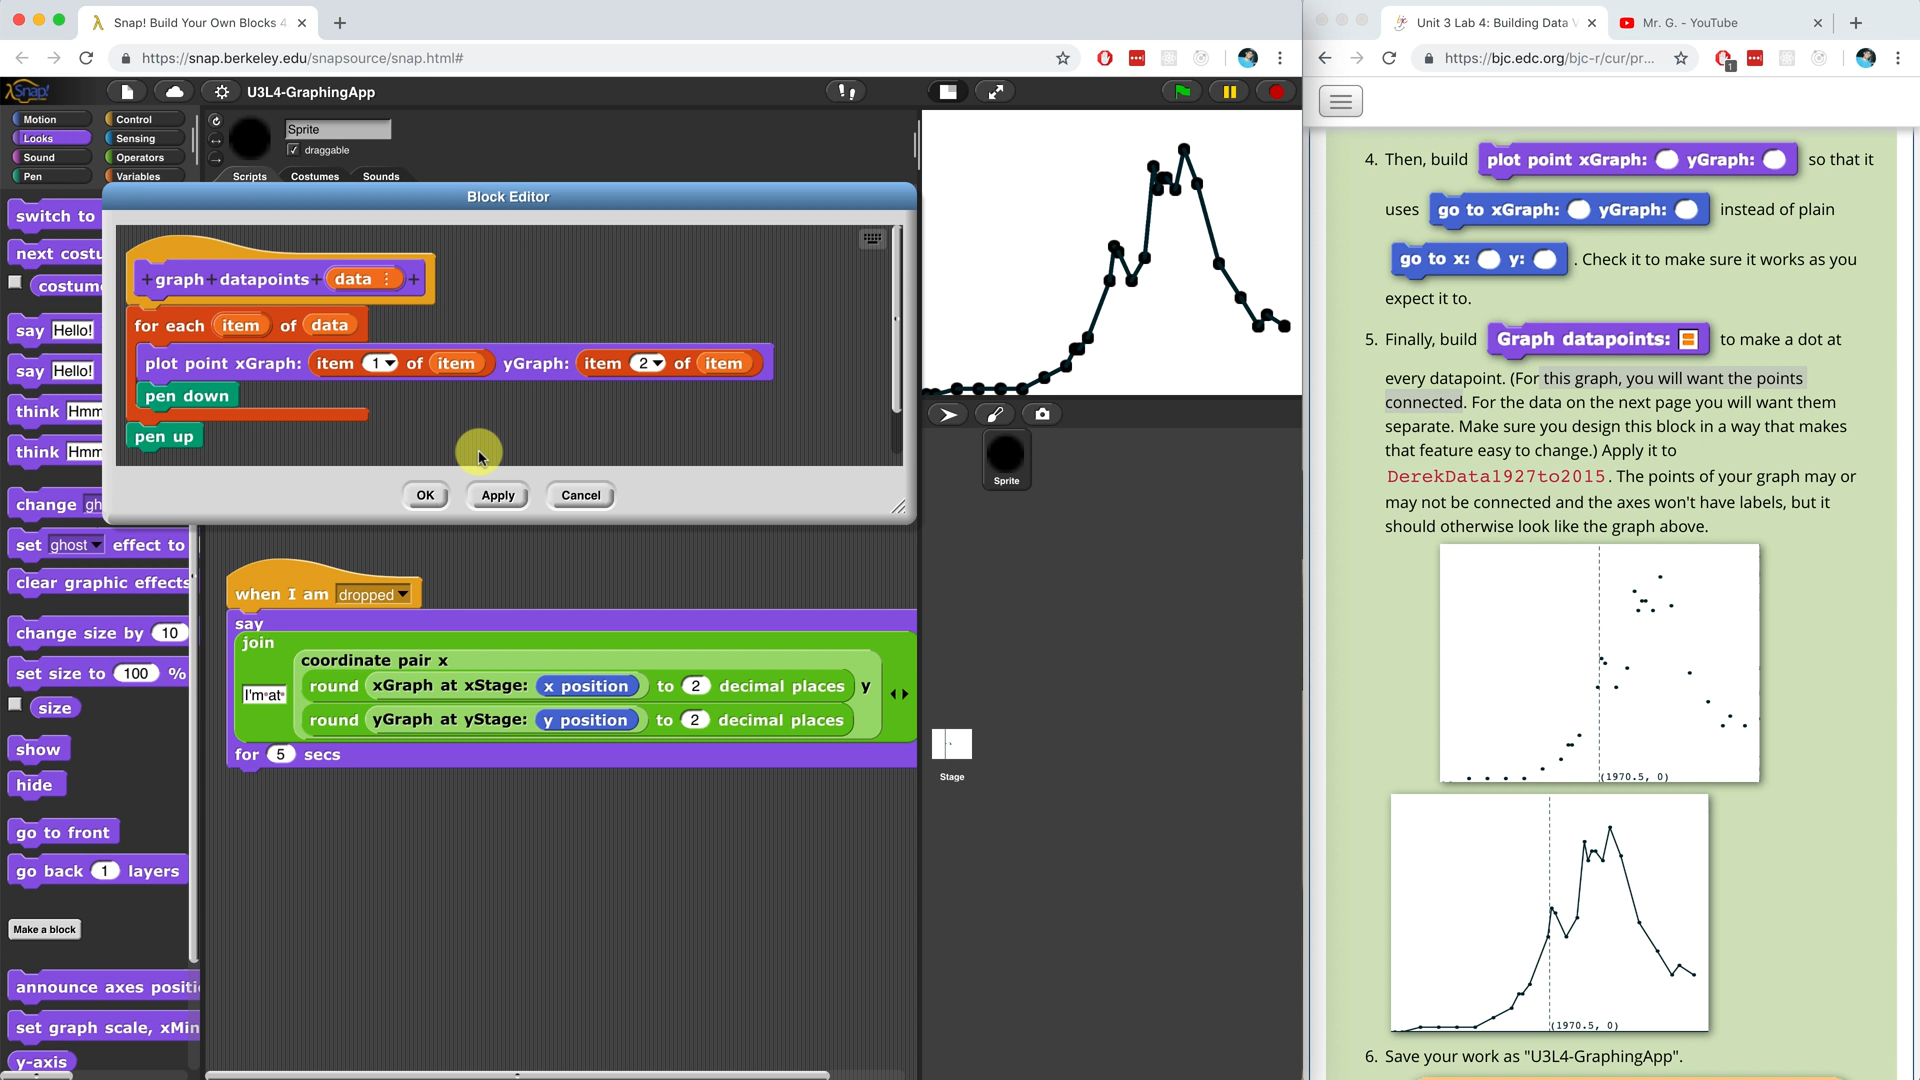 Snap! Build Your Own Blocks 4
https://snap.berkeley.edu/snapsource/snap.html#
Snap!
U3L4-GraphingApp
Motion
Control
Looks
Sensing
Sound
Operators
Pen
Variables
Sprite
draggable
Scripts
Costumes
Sounds
switch to
next costu
costume
say Hello!
say Hello!
think Hmm
think Hmm
change gh
set ghost effect to
clear graphic effects
change size by 10
set size to 100 %
size
show
hide
go to front
go back 1 layers
Make a block
announce axes positi
set graph scale, xMin
y-axis
Block Editor
+ graph + datapoints + data ⋮ +
for each item of data
plot point xGraph: item 1 of item yGraph: item 2 of item
pen down
pen up
OK
Apply
Cancel
when I am dropped
say
join
coordinate pair x
I'm at
round xGraph at xStage: x position to 2 decimal places y
round yGraph at yStage: y position to 2 decimal places
for 5 secs
Sprite
Stage
Unit 3 Lab 4: Building Data V
Mr. G. - YouTube
https://bjc.edc.org/bjc-r/cur/pr...
1
4. Then, build plot point xGraph: yGraph: so that it
uses go to xGraph: yGraph: instead of plain
go to x: y: . Check it to make sure it works as you
expect it to.
5. Finally, build Graph datapoints: to make a dot at
every datapoint. (For this graph, you will want the points
connected. For the data on the next page you will want them
separate. Make sure you design this block in a way that makes
that feature easy to change.) Apply it to
DerekData1927to2015. The points of your graph may or
may not be connected and the axes won't have labels, but it
should otherwise look like the graph above.
(1970.5, 0)
(1970.5, 0)
6. Save your work as "U3L4-GraphingApp".